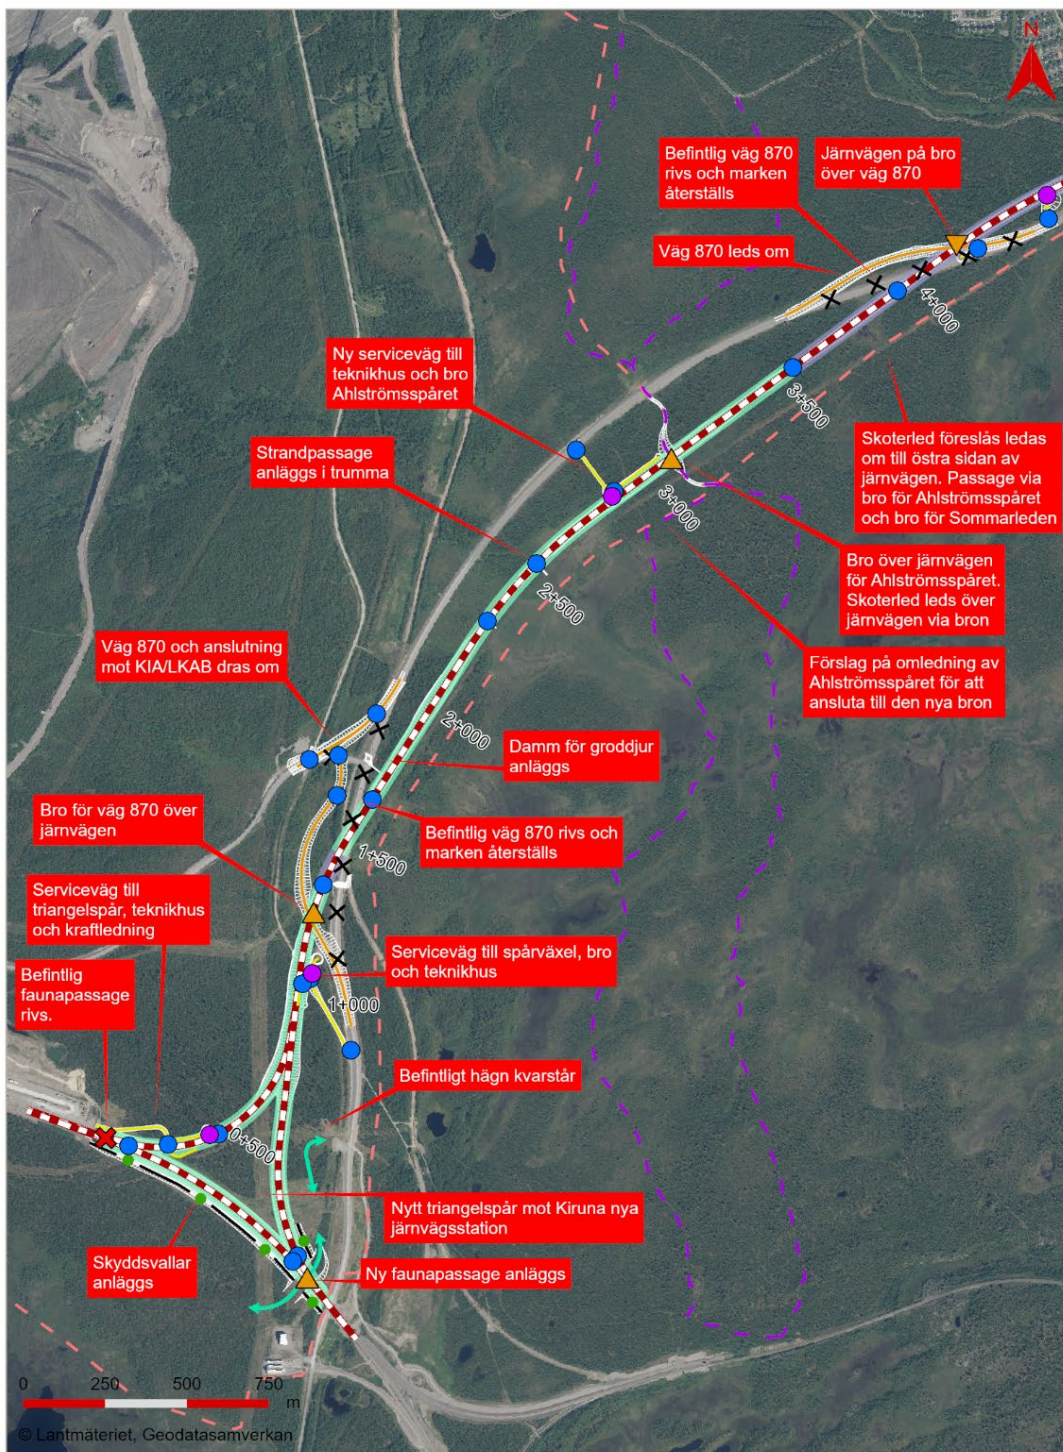 N
Befintlig väg 870
rivs och marken
återställs
Järnvägen på bro
över väg 870
Väg 870 leds om
4+000
Ny serviceväg till
teknikhus och bro
Ahlströmsspåret
3+500
Strandpassage
anläggs i trumma
Skoterled föreslås ledas
om till östra sidan av
järnvägen. Passage via
bro för Ahlströmsspåret
och bro för Sommarleden
3+000
Bro över järnvägen
för Ahlströmsspåret.
Skoterled leds över
järnvägen via bron
2+500
Väg 870 och anslutning
mot KIA/LKAB dras om
Förslag på omledning av
Ahlströmsspåret för att
ansluta till den nya bron
2+000
Damm för groddjur
anläggs
Bro för väg 870 över
järnvägen
Befintlig väg 870 rivs och
marken återställs
1+500
Serviceväg till
triangelspår, teknikhus
och kraftledning
Serviceväg till spårväxel, bro
och teknikhus
Befintlig
faunapassage
rivs.
1+000
Befintligt hägn kvarstår
0+500
Nytt triangelspår mot Kiruna nya
järnvägsstation
Skyddsvallar
anläggs
Ny faunapassage anläggs
0 250 500 750
m
© Lantmäteriet, Geodatasamverkan